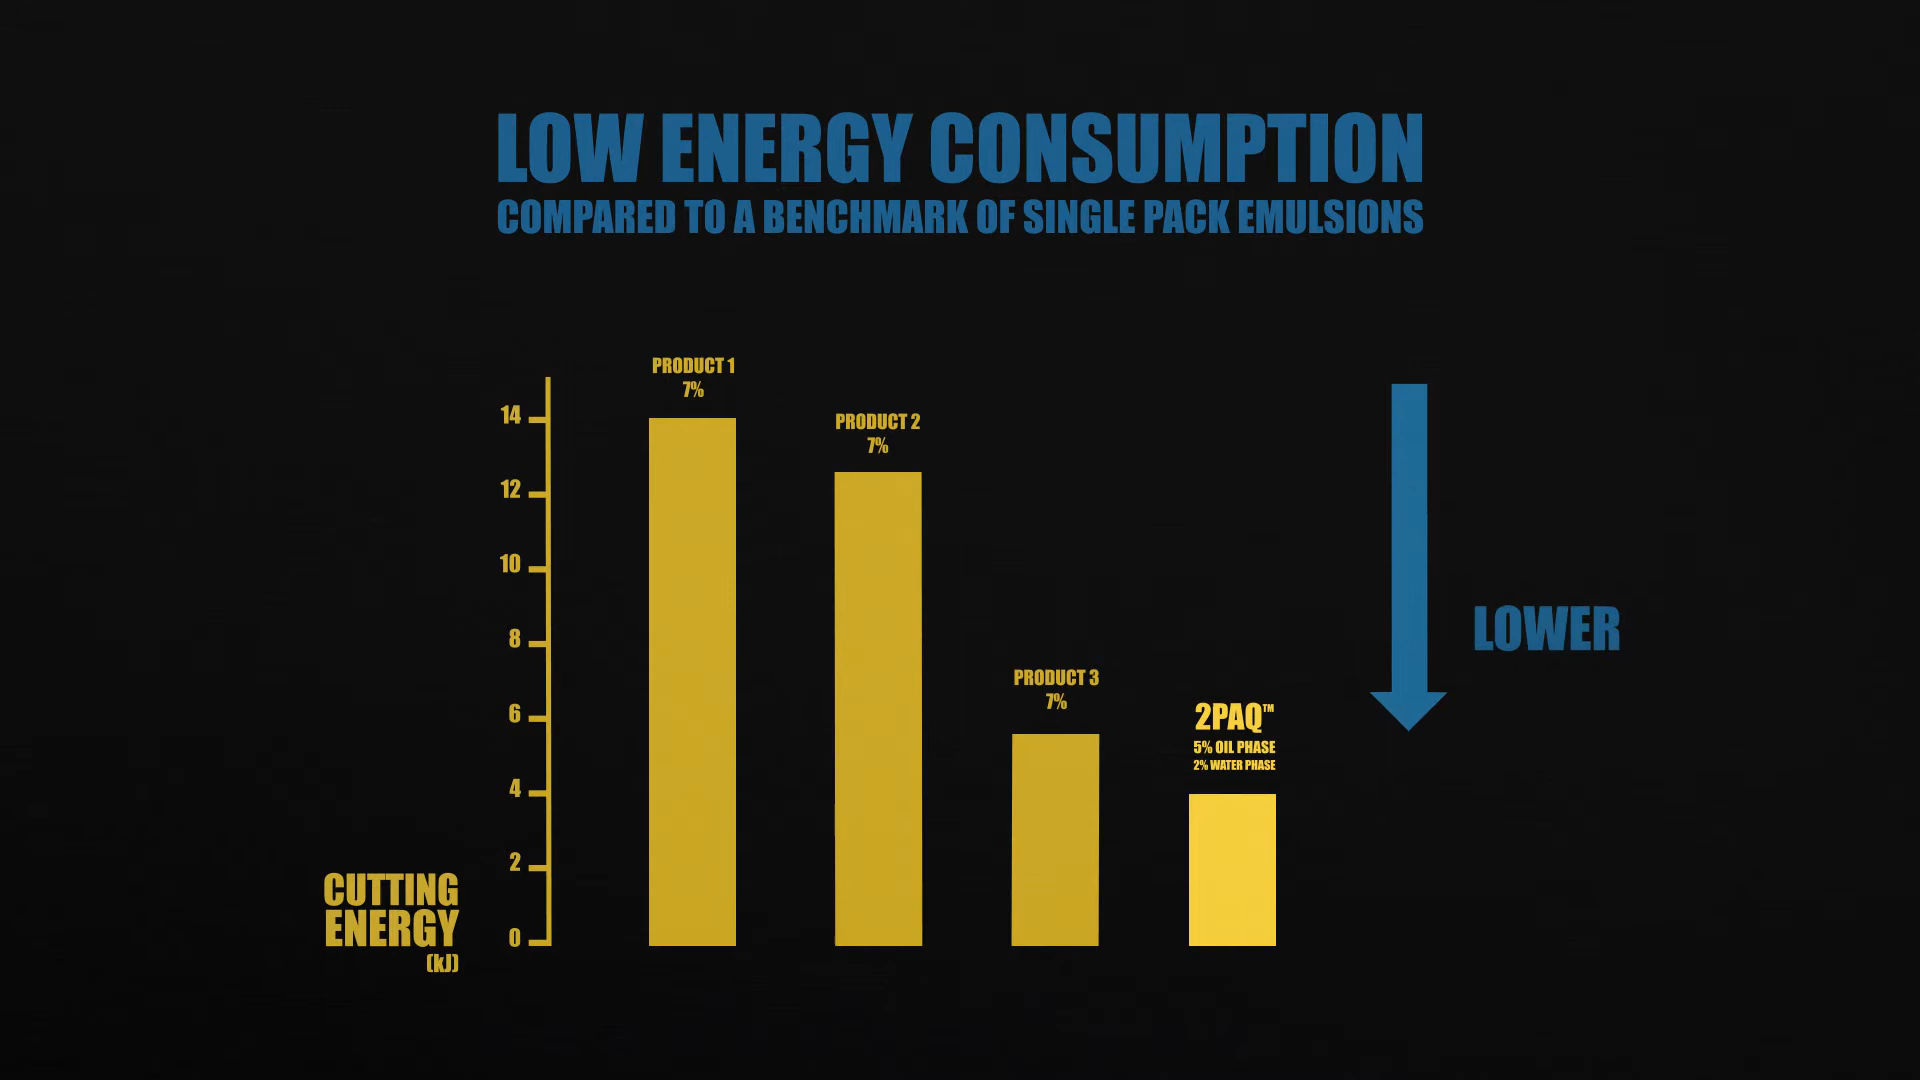 LOW ENERGY CONSUMPTION
COMPARED TO A BENCHMARK OF SINGLE PACK EMULSIONS
PRODUCT 1
7%
PRODUCT 2
7%
PRODUCT 3
7%
2PAQ™
5% OIL PHASE
2% WATER PHASE
14
12
10
8
6
4
2
0
LOWER
CUTTING
ENERGY
(kJ)